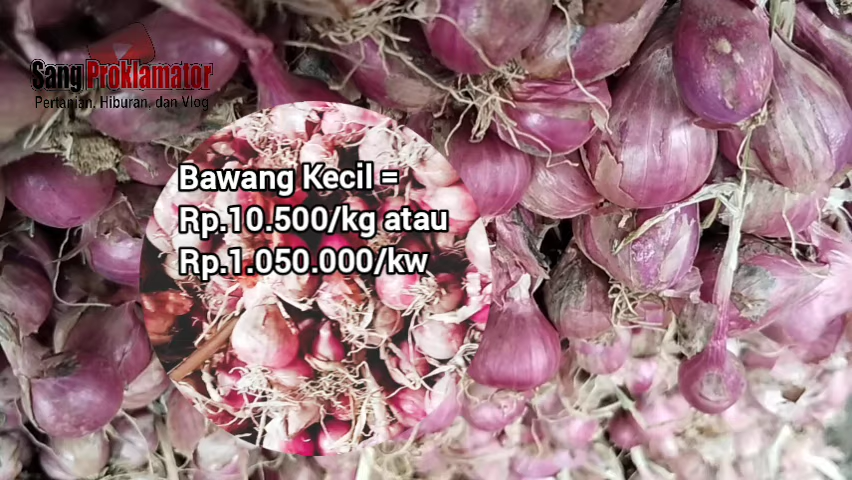 Sang Proklamator
Pertanian, Hiburan, dan Vlog
Bawang Kecil =
Rp.10.500/kg atau
Rp.1.050.000/kw